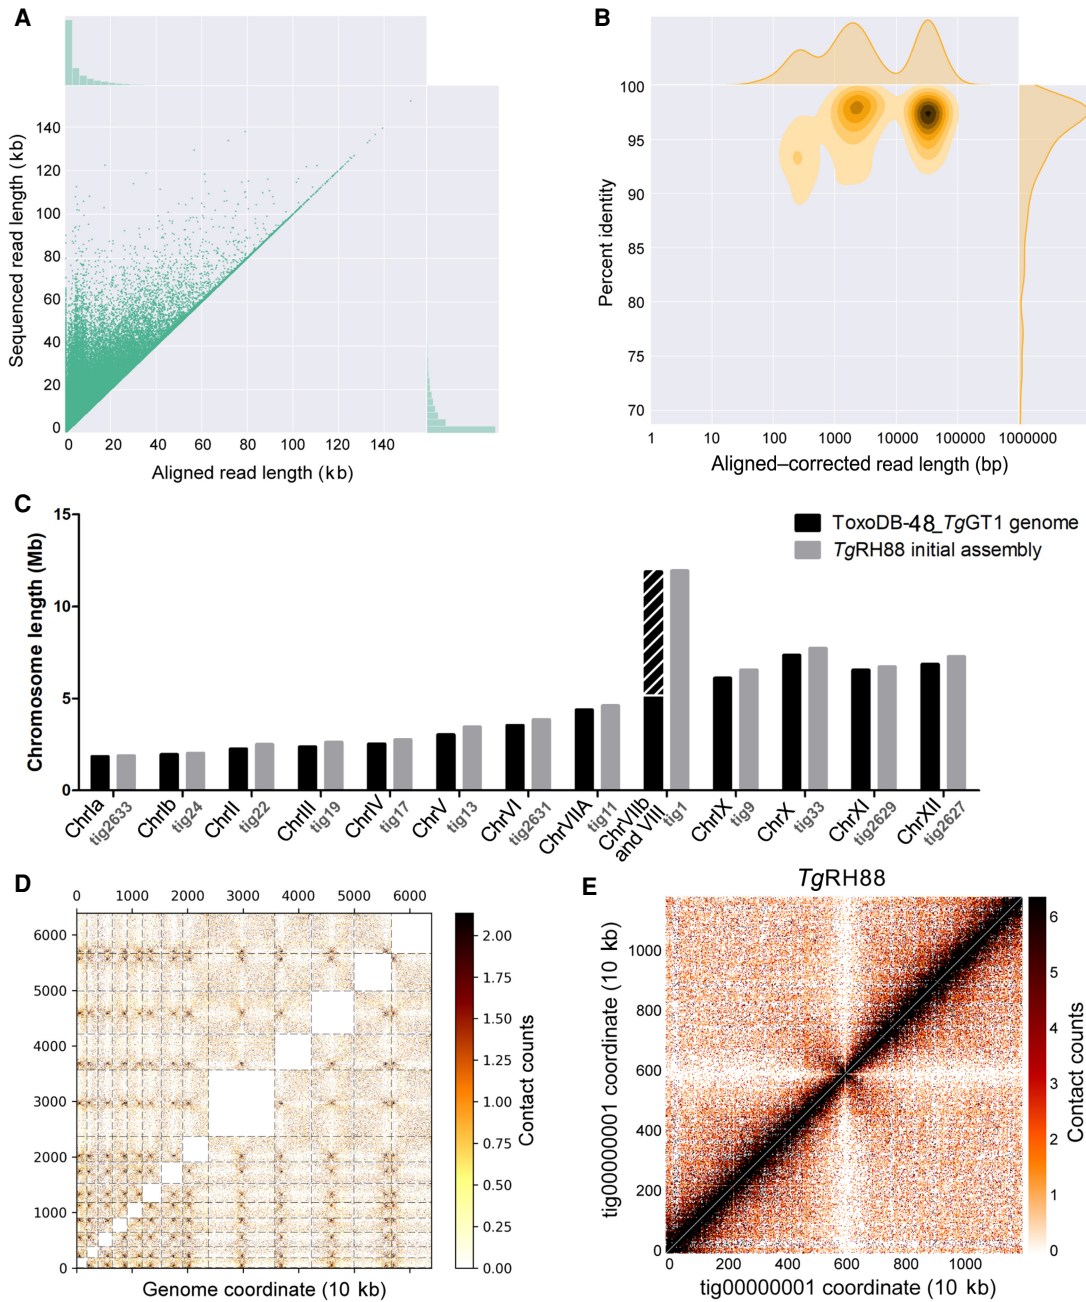 A
Sequenced read length (kb)
140
120
100
80
60
40
20
0
0 20 40 60 80 100 120 140
Aligned read length (kb)
B
Percent identity
100
95
90
85
80
75
70
1 10 100 1000 10000 100000 1000000
Aligned–corrected read length (bp)
C
Chromosome length (Mb)
15
10
5
0
ToxoDB-48_TgGT1 genome
TgRH88 initial assembly
ChrIa
tig2633
ChrIb
tig24
ChrII
tig22
ChrIII
tig19
ChrIV
tig17
ChrV
tig13
ChrVI
tig2631
ChrVIIA
tig11
ChrVIIb
and VIII
tig1
ChrIX
tig9
ChrX
tig33
ChrXI
tig2629
ChrXII
tig2627
D
0 1000 2000 3000 4000 5000 6000
6000
5000
4000
3000
2000
1000
0
Genome coordinate (10 kb)
2.00
1.75
1.50
1.25
1.00
0.75
0.50
0.25
0.00
Contact counts
E
TgRH88
tig00000001 coordinate (10 kb)
1000
800
600
400
200
0
0 200 400 600 800 1000
tig00000001 coordinate (10 kb)
6
5
4
3
2
1
0
Contact counts